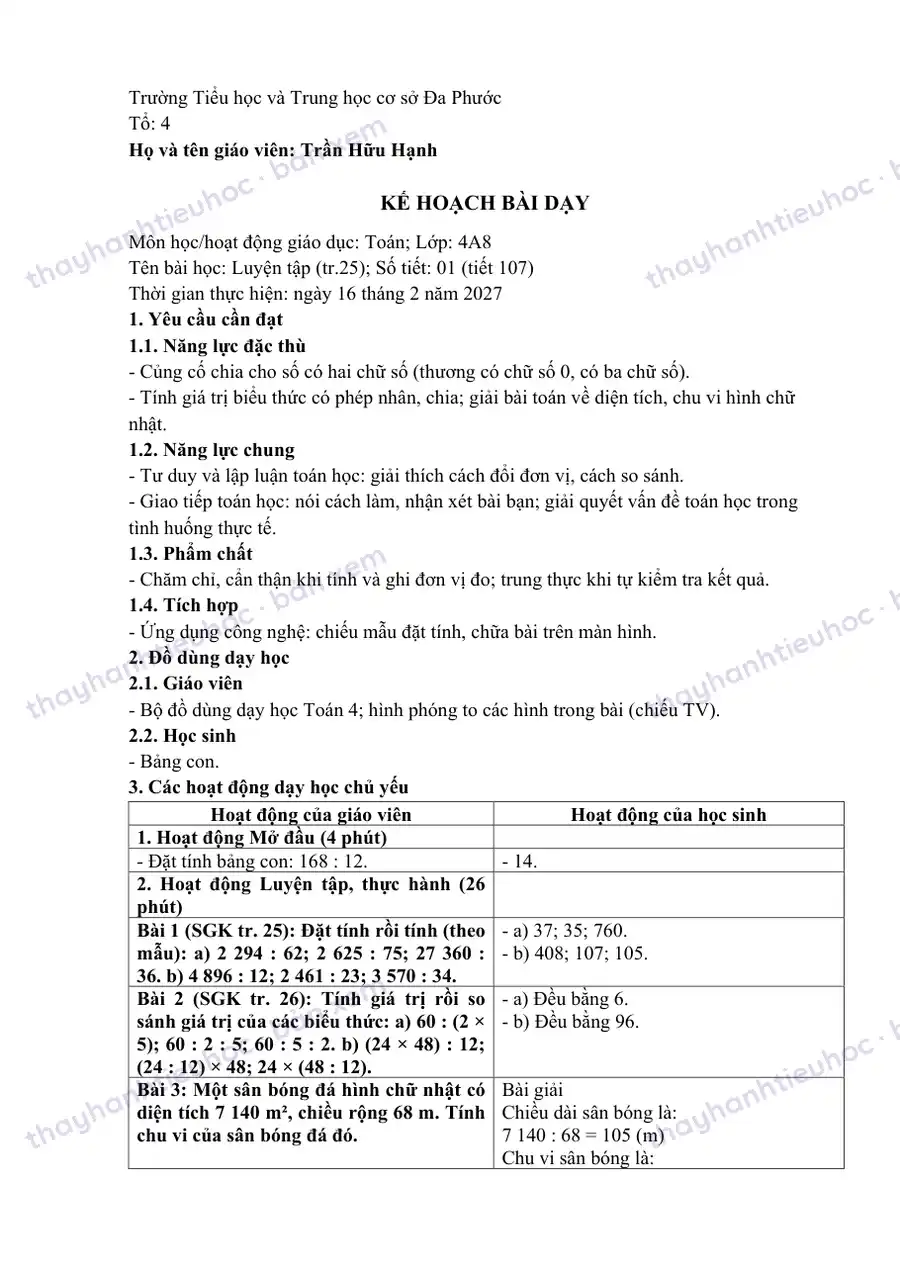 Trường Tiểu học và Trung học cơ sở Đa Phước
Tổ: 4
Họ và tên giáo viên: Trần Hữu Hạnh
KẾ HOẠCH BÀI DẠY
Môn học/hoạt động giáo dục: Toán; Lớp: 4A8
Tên bài học: Luyện tập (tr.25); Số tiết: 01 (tiết 107)
Thời gian thực hiện: ngày 16 tháng 2 năm 2027
1. Yêu cầu cần đạt
1.1. Năng lực đặc thù
- Củng cố chia cho số có hai chữ số (thương có chữ số 0, có ba chữ số).
- Tính giá trị biểu thức có phép nhân, chia; giải bài toán về diện tích, chu vi hình chữ
nhật.
1.2. Năng lực chung
- Tư duy và lập luận toán học: giải thích cách đổi đơn vị, cách so sánh.
- Giao tiếp toán học: nói cách làm, nhận xét bài bạn; giải quyết vấn đề toán học trong
tình huống thực tế.
1.3. Phẩm chất
- Chăm chỉ, cẩn thận khi tính và ghi đơn vị đo; trung thực khi tự kiểm tra kết quả.
1.4. Tích hợp
- Ứng dụng công nghệ: chiếu mẫu đặt tính, chữa bài trên màn hình.
2. Đồ dùng dạy học
2.1. Giáo viên
- Bộ đồ dùng dạy học Toán 4; hình phóng to các hình trong bài (chiếu TV).
2.2. Học sinh
- Bảng con.
3. Các hoạt động dạy học chủ yếu
Hoạt động của giáo viên
Hoạt động của học sinh
1. Hoạt động Mở đầu (4 phút)
- Đặt tính bảng con: 168 : 12.
- 14.
2. Hoạt động Luyện tập, thực hành (26
phút)
Bài 1 (SGK tr. 25): Đặt tính rồi tính (theo
mẫu): a) 2 294 : 62; 2 625 : 75; 27 360 :
36. b) 4 896 : 12; 2 461 : 23; 3 570 : 34.
- a) 37; 35; 760.
- b) 408; 107; 105.
Bài 2 (SGK tr. 26): Tính giá trị rồi so
sánh giá trị của các biểu thức: a) 60 : (2 ×
5); 60 : 2 : 5; 60 : 5 : 2. b) (24 × 48) : 12;
(24 : 12) × 48; 24 × (48 : 12).
- a) Đều bằng 6.
- b) Đều bằng 96.
Bài 3: Một sân bóng đá hình chữ nhật có
diện tích 7 140 m², chiều rộng 68 m. Tính
chu vi của sân bóng đá đó.
Bài giải
Chiều dài sân bóng là:
7 140 : 68 = 105 (m)
Chu vi sân bóng là:
thayhanhtieuhoc · bản xem
thayhanhtieuhoc · b
thayhanhtieuhoc · bản xem
thayhanhtieuhoc · b
thayhanhtieuhoc · bản xem
thayhanhtieuhoc · b